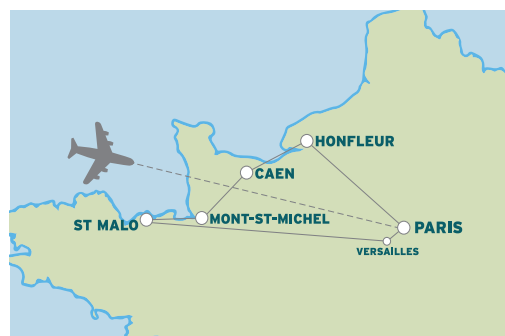 HONFLEUR
CAEN
ST MALO
MONT-ST-MICHEL
PARIS
VERSAILLES